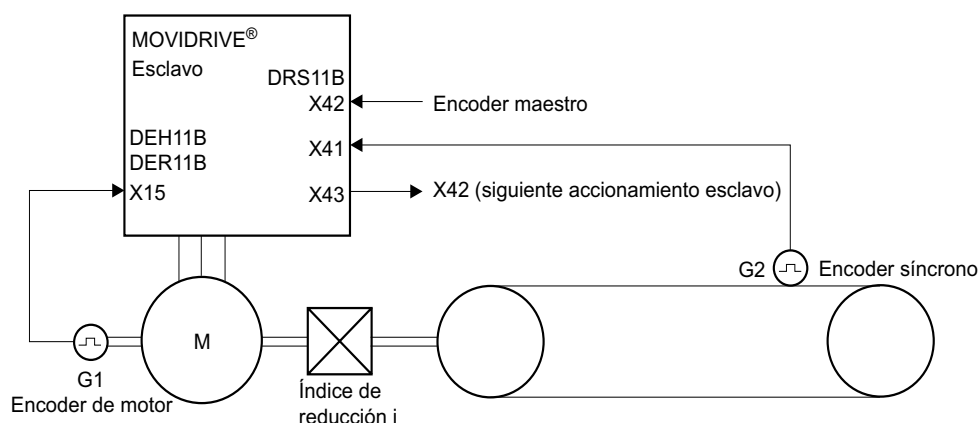 MOVIDRIVE®
Esclavo
DRS11B
X42
Encoder maestro
DEH11B
DER11B
X41
X15
X43
X42 (siguiente accionamiento esclavo)
G2
Encoder síncrono
M
G1
Encoder de motor
Índice de
reducción i